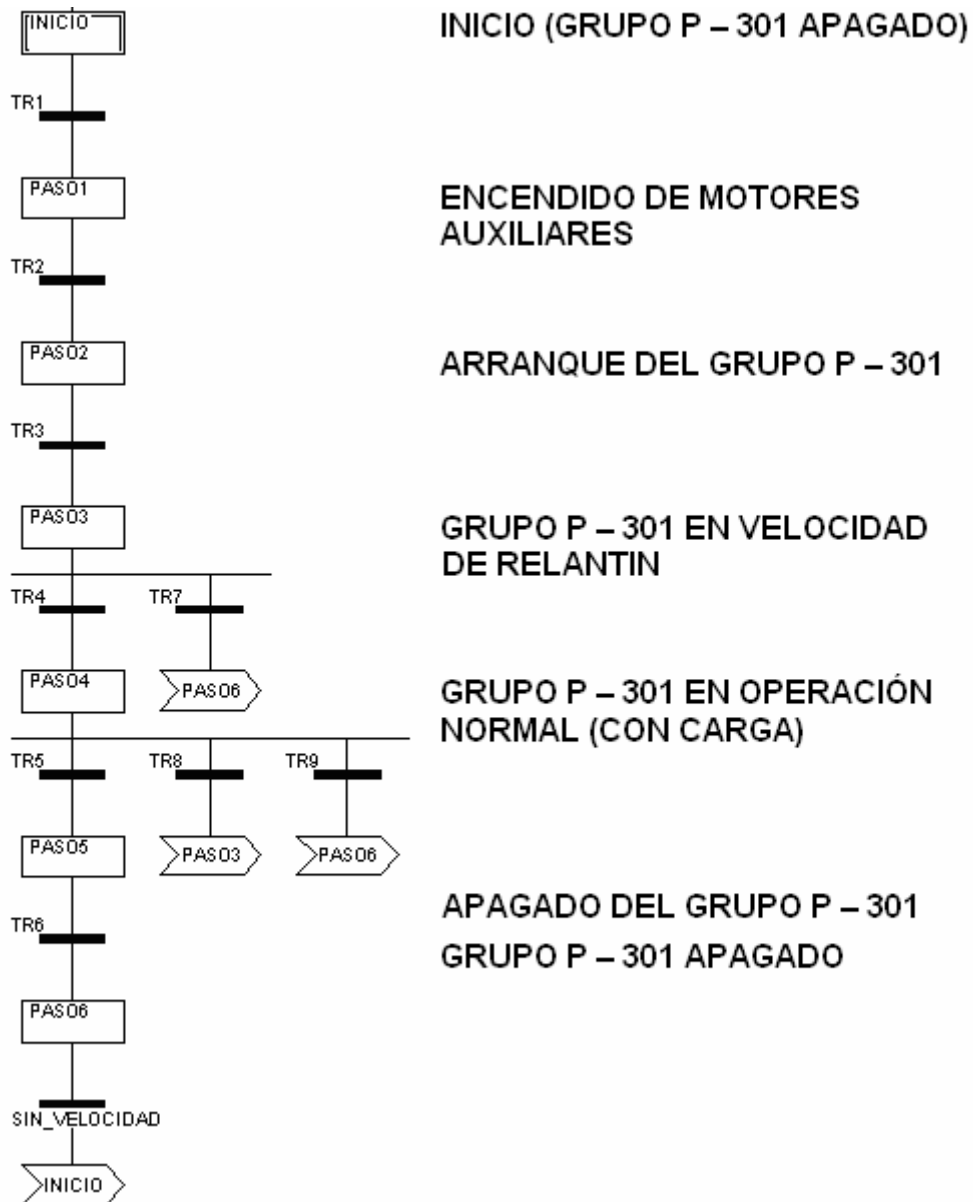 INICIO
INICIO (GRUPO P – 301 APAGADO)
TR1
PASO1
ENCENDIDO DE MOTORES
AUXILIARES
TR2
PASO2
ARRANQUE DEL GRUPO P – 301
TR3
PASO3
GRUPO P – 301 EN VELOCIDAD
DE RELANTIN
TR4
TR7
PASO4
PASO6
GRUPO P – 301 EN OPERACIÓN
NORMAL (CON CARGA)
TR5
TR8
TR9
PASO5
PASO3
PASO6
APAGADO DEL GRUPO P – 301
TR6
GRUPO P – 301 APAGADO
PASO6
SIN_VELOCIDAD
INICIO